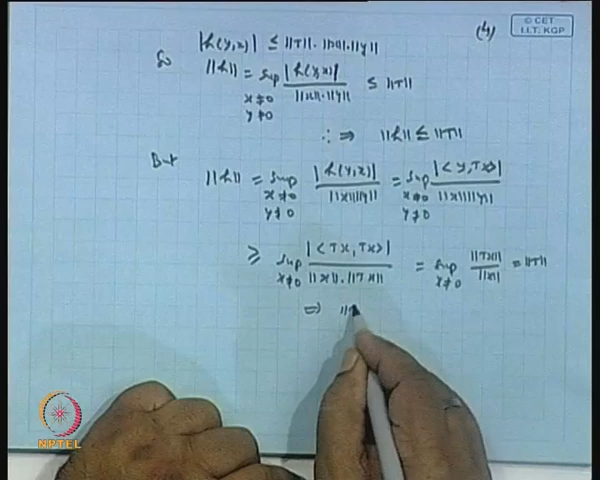 (4)
© CET
I.I.T. KGP
|h(y,x)| ≤ ||T||. ||x||.||y||
So ||h|| = sup |h(y,x)| / ||x||.||y|| ≤ ||T||
x≠0
y≠0
∴ ⇒ ||h|| ≤ ||T||
But
||h|| = sup |h(y,x)| / ||x|| ||y|| = sup |<y,Tx>| / ||x|| ||y||
x≠0 x≠0
y≠0 y≠0
≥ sup |<Tx,Tx>| / ||x||.||Tx|| = sup ||Tx|| / ||x|| = ||T||
x≠0 x≠0
⇒ ||
NPTEL